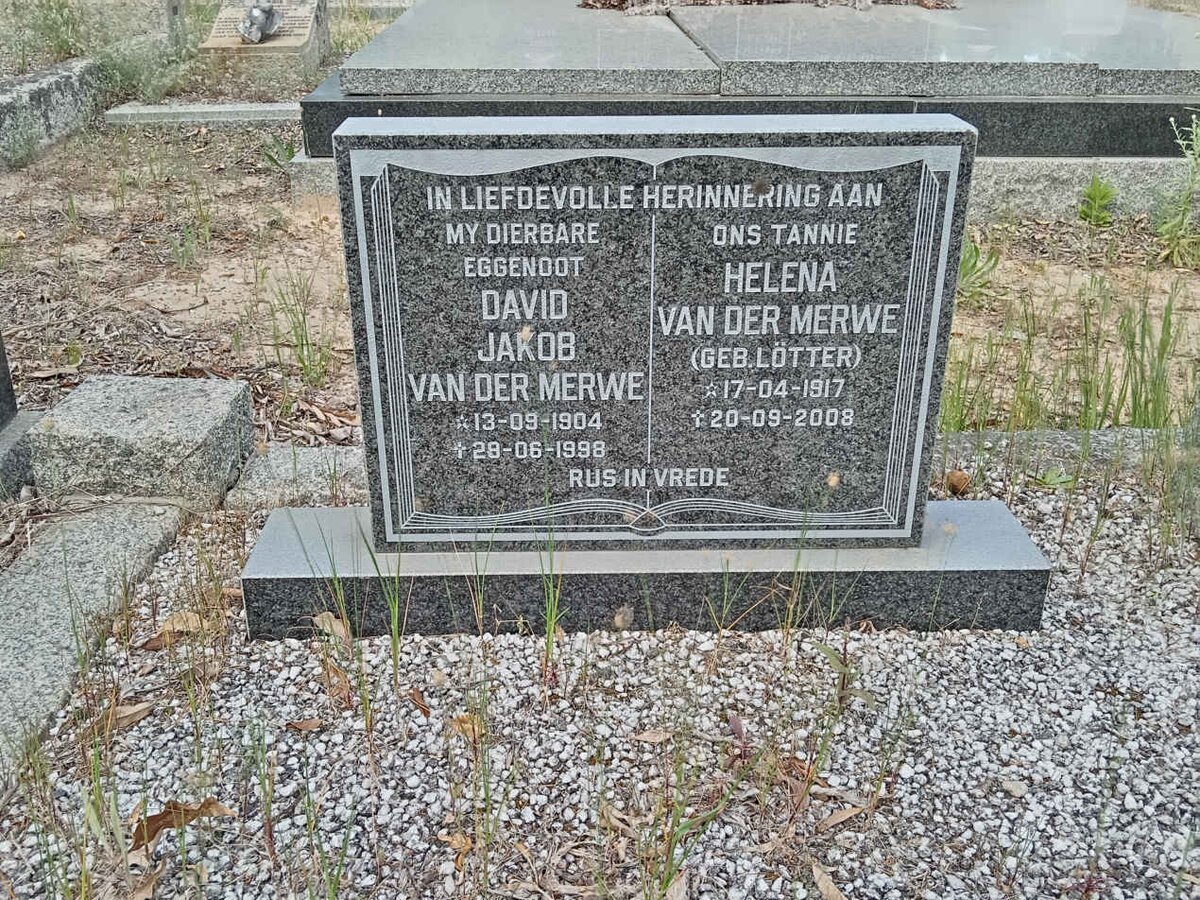 IN LIEFDEVOLLE HERINNERING AAN
MY DIERBARE
EGGENOOT
DAVID
JAKOB
VAN DER MERWE
☆13-09-1904
✝29-06-1998
ONS TANNIE
HELENA
VAN DER MERWE
(GEB.LÖTTER)
☆17-04-1917
✝20-09-2008
RUS IN VREDE